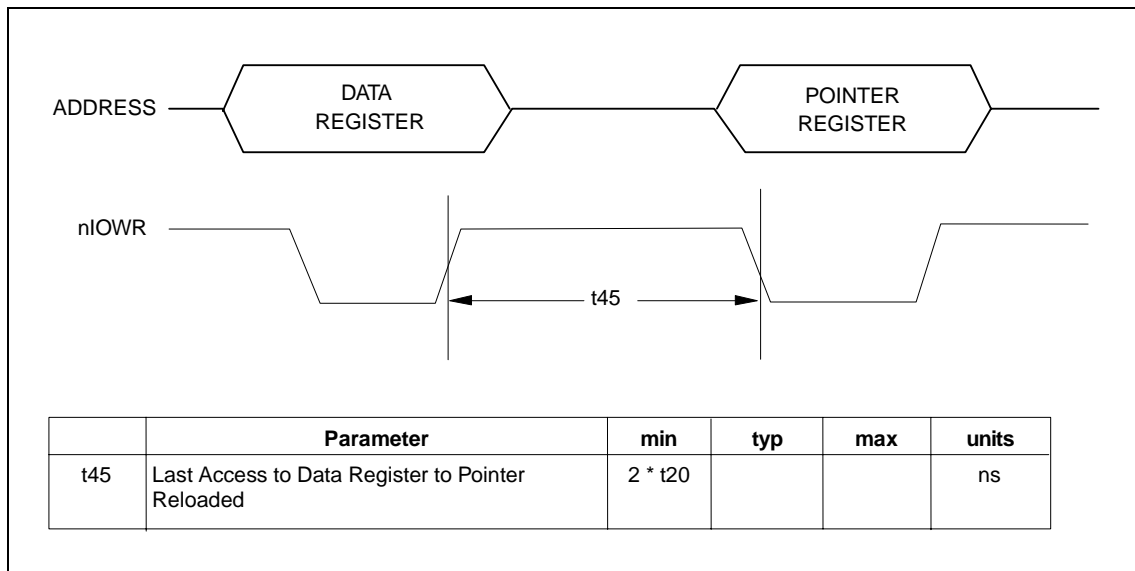 ADDRESS
DATA
REGISTER
POINTER
REGISTER
nIOWR
t45
Parameter min typ max units
t45 Last Access to Data Register to Pointer 2 * t20 ns
Reloaded